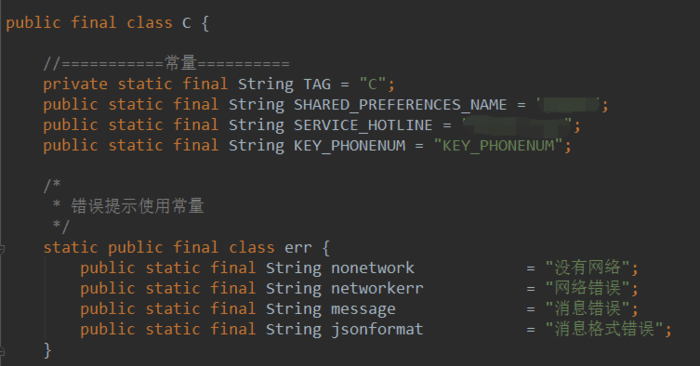 public final class C {
//===========常量==========
private static final String TAG = "C";
public static final String SHARED_PREFERENCES_NAME = ";
public static final String SERVICE_HOTLINE = "";
public static final String KEY_PHONENUM = "KEY_PHONENUM";
/*
* 错误提示使用常量
*/
static public final class err {
public static final String nonetwork = "没有网络";
public static final String networkerr = "网络错误";
public static final String message = "消息错误";
public static final String jsonformat = "消息格式错误";
}